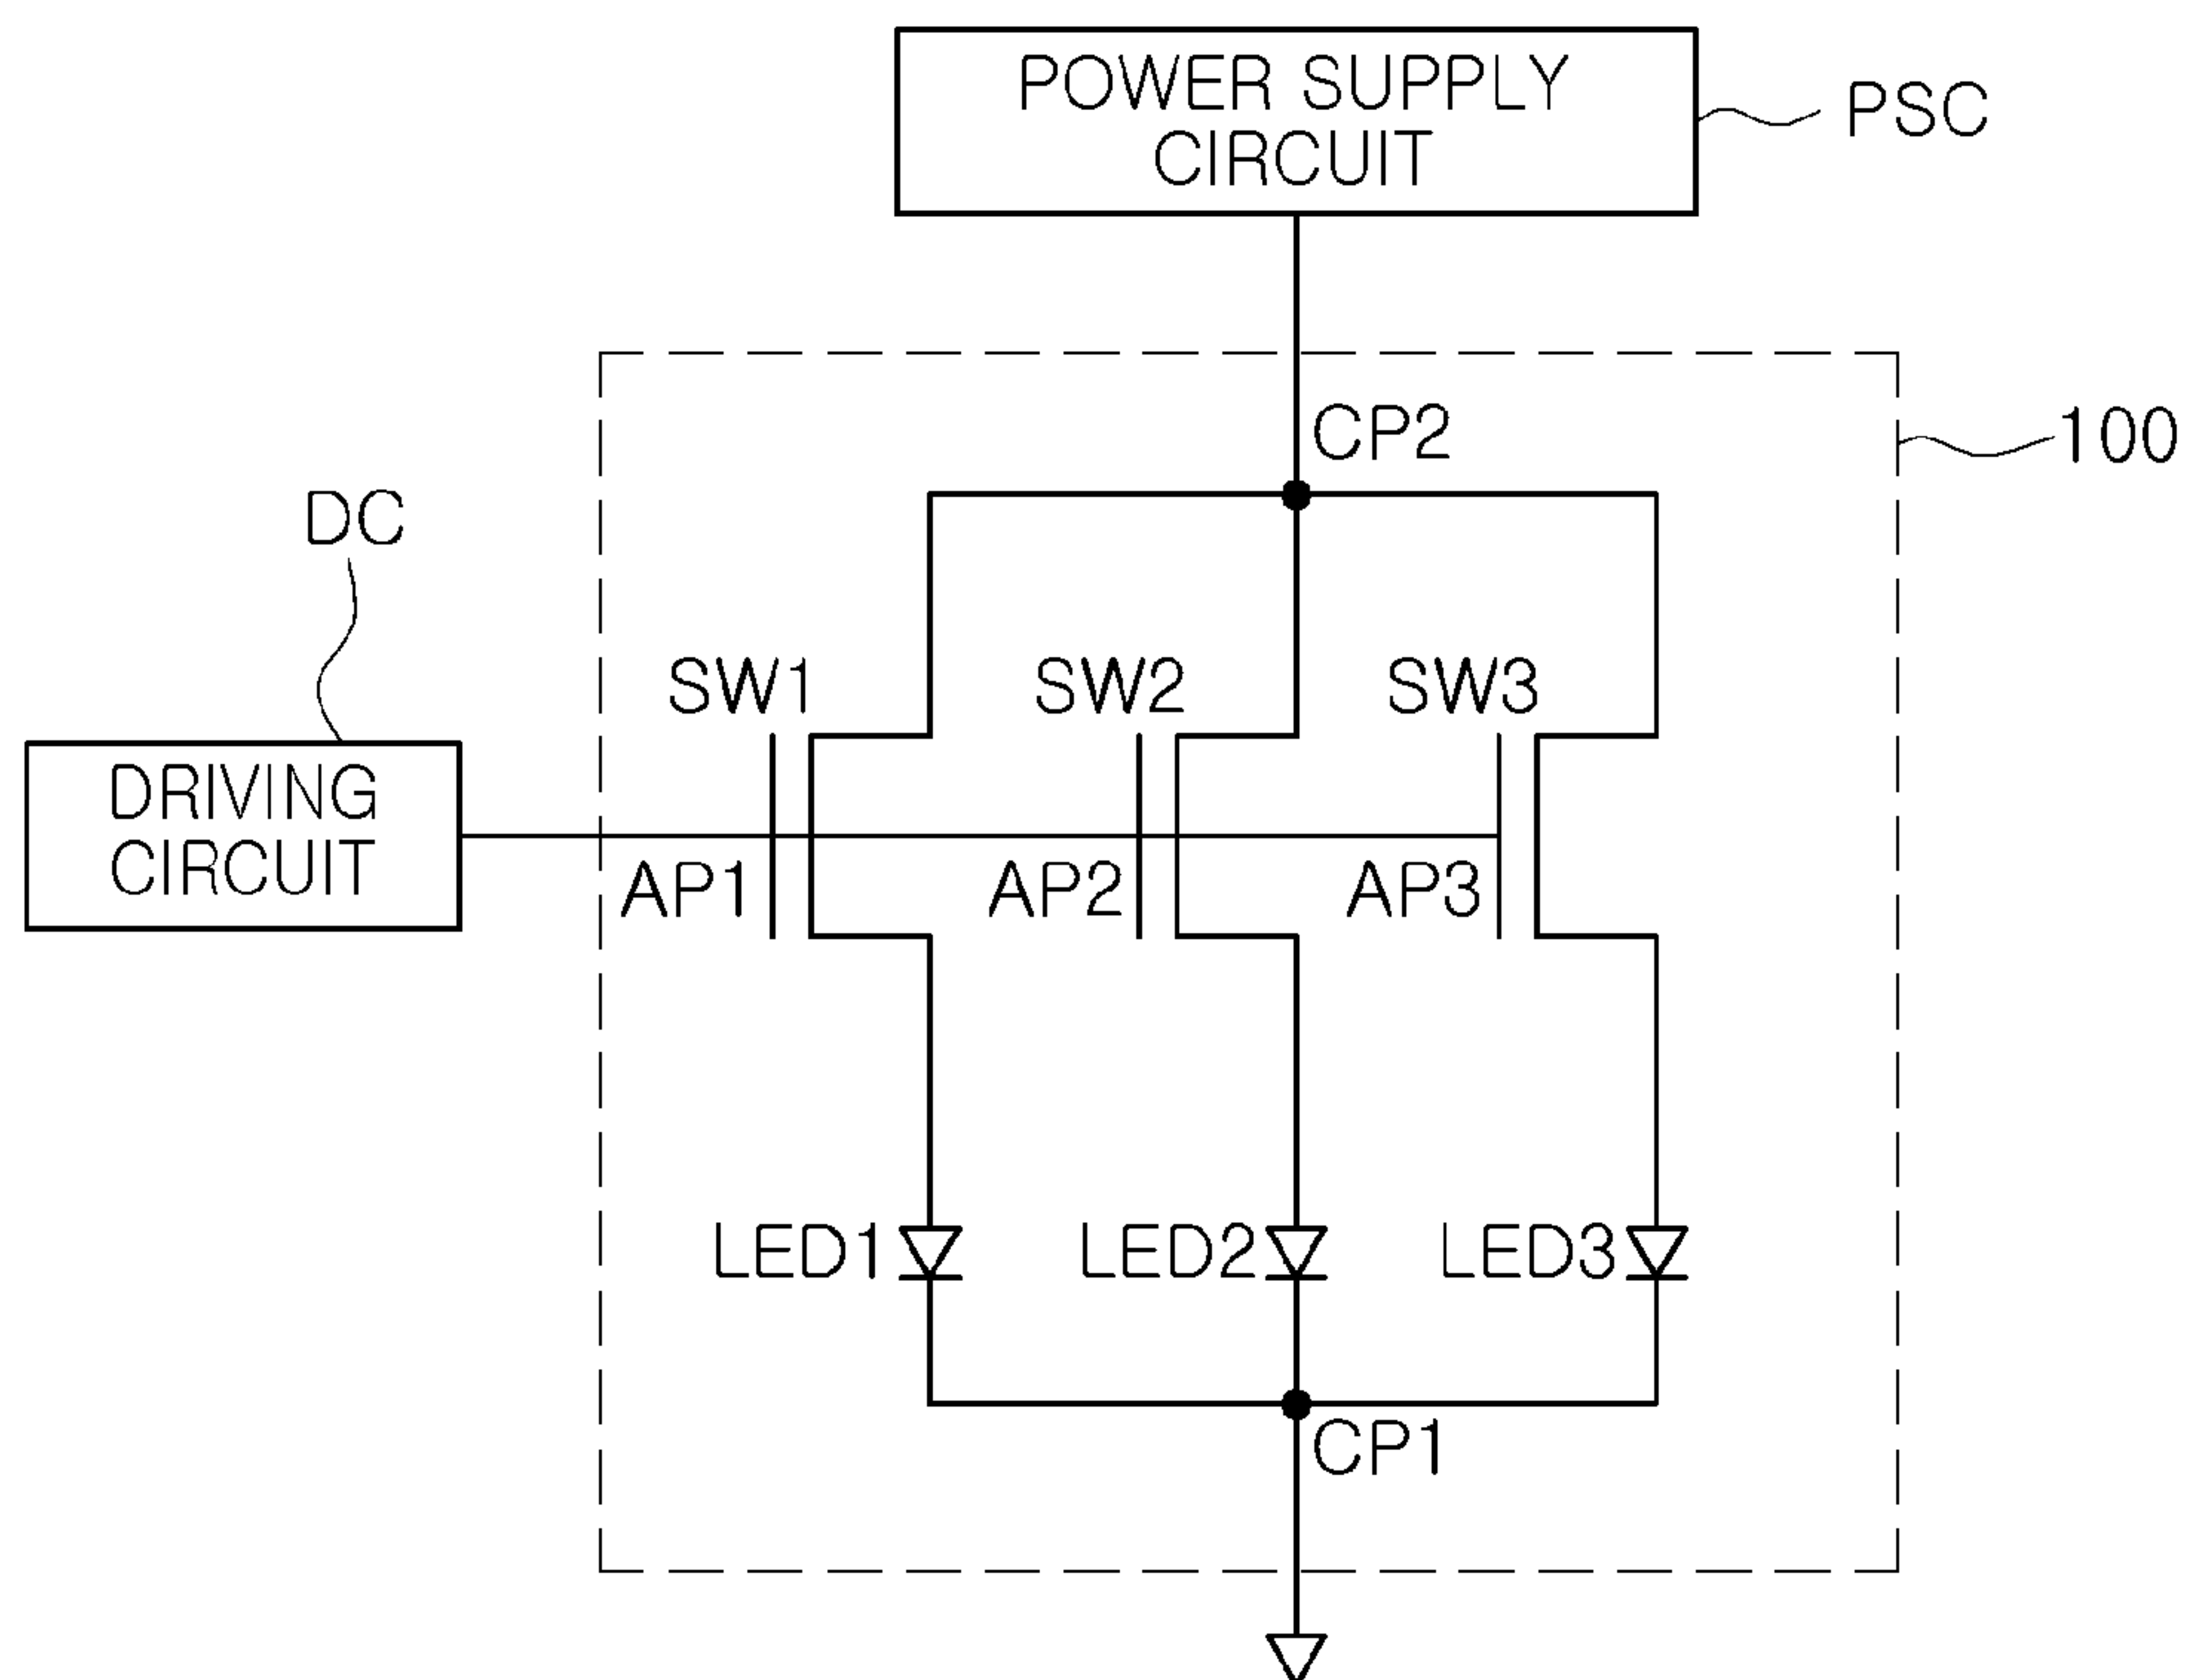 POWER SUPPLY
CIRCUIT
PSC
CP2
100
DC
SW1 SW2 SW3
DRIVING
CIRCUIT
AP1 AP2 AP3
LED1 LED2 LED3
CP1